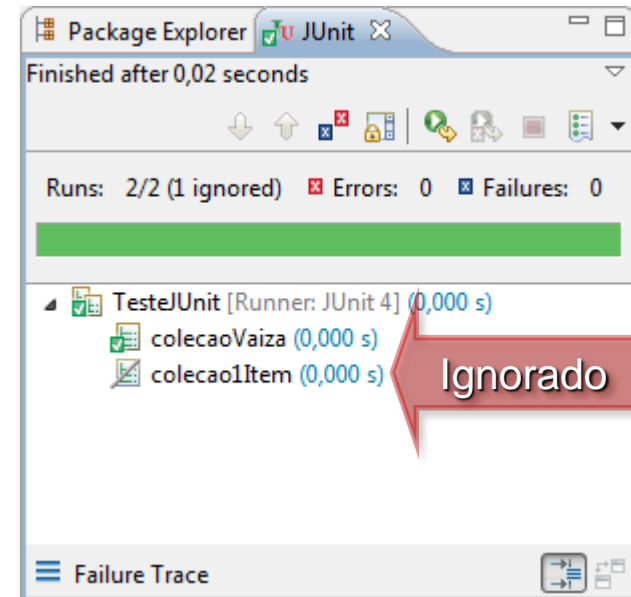 Package Explorer JUnit
Finished after 0,02 seconds
Runs: 2/2 (1 ignored) Errors: 0 Failures: 0
TesteJUnit [Runner: JUnit 4] (0,000 s)
colecaoVaiza (0,000 s)
colecao1Item (0,000 s) Ignorado
Failure Trace